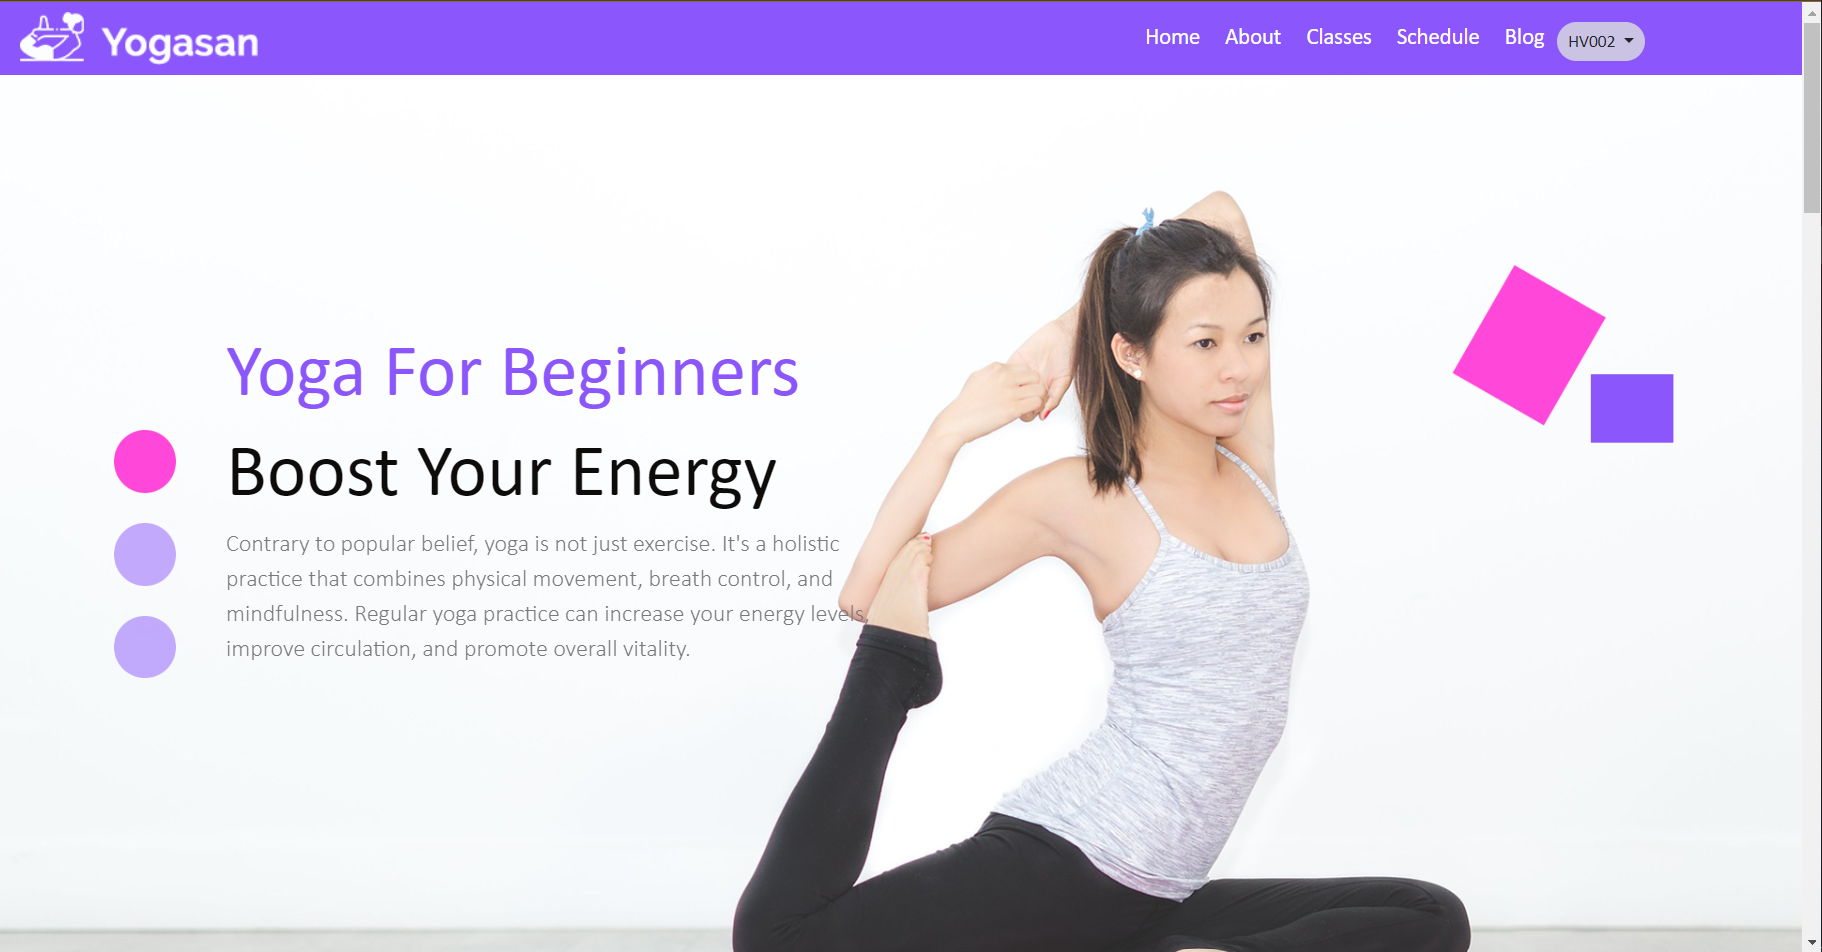 Yogasan
Home About Classes Schedule Blog HV002
Yoga For Beginners
Boost Your Energy
Contrary to popular belief, yoga is not just exercise. It's a holistic
practice that combines physical movement, breath control, and
mindfulness. Regular yoga practice can increase your energy levels,
improve circulation, and promote overall vitality.